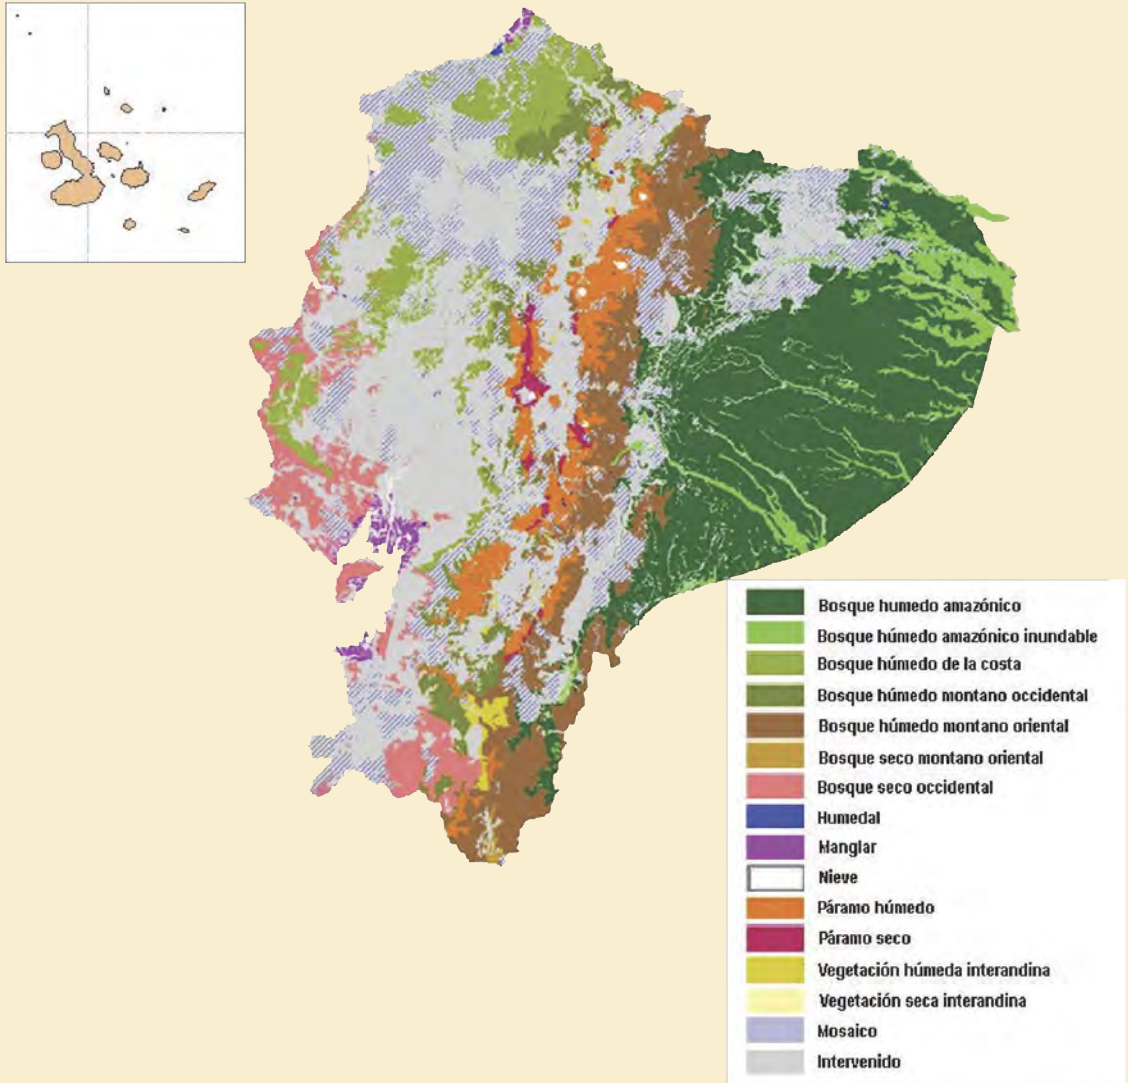 Bosque humedo amazónico
Bosque húmedo amazónico inundable
Bosque húmedo de la costa
Bosque húmedo montano occidental
Bosque húmedo montano oriental
Bosque seco montano oriental
Bosque seco occidental
Humedal
Manglar
Nieve
Páramo húmedo
Páramo seco
Vegetación húmeda interandina
Vegetación seca interandina
Mosaico
Intervenido